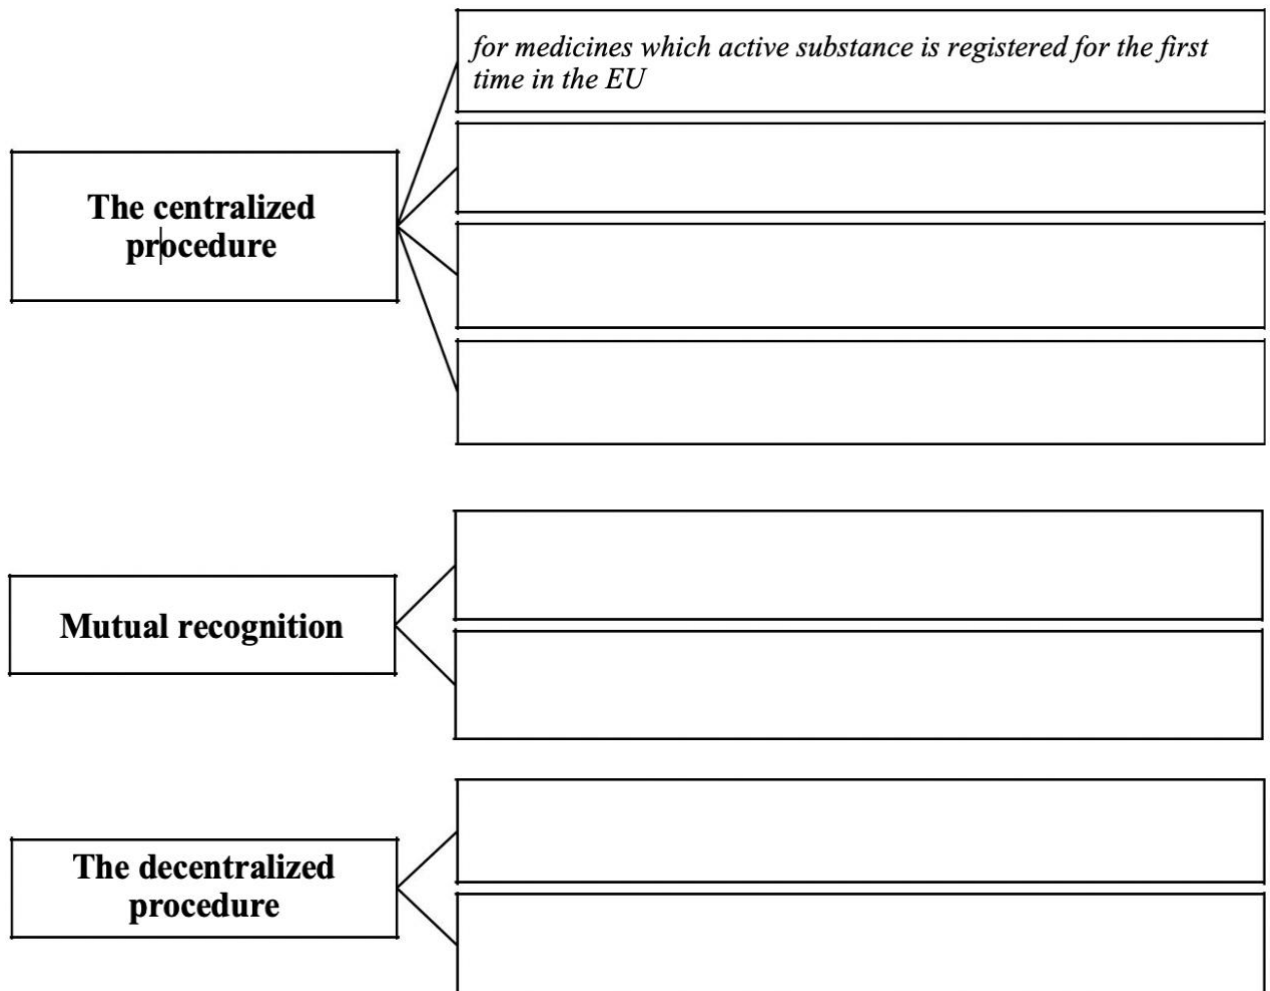 for medicines which active substance is registered for the first
time in the EU
The centralized
procedure
Mutual recognition
The decentralized
procedure